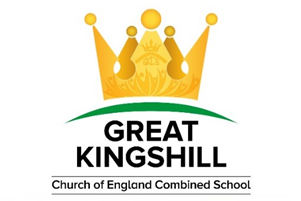 GREAT
KINGSHILL
Church of England Combined School